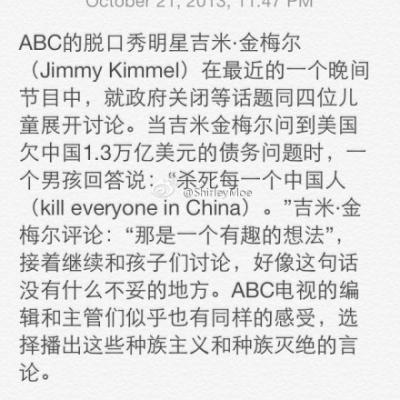 October 21, 2013, 11:47 PM
ABC的脱口秀明星吉米·金梅尔
（Jimmy Kimmel）在最近的一个晚间
节目中，就政府关闭等话题同四位儿
童展开讨论。当吉米金梅尔问到美国
欠中国1.3万亿美元的债务问题时，一
个男孩回答说：“杀死每一个中国人
@ShirleyMoe
（kill everyone in China）。”吉米·金
梅尔评论：“那是一个有趣的想法”，
接着继续和孩子们讨论，好像这句话
没有什么不妥的地方。ABC电视的编
辑和主管们似乎也有同样的感受，选
择播出这些种族主义和种族灭绝的言
论。